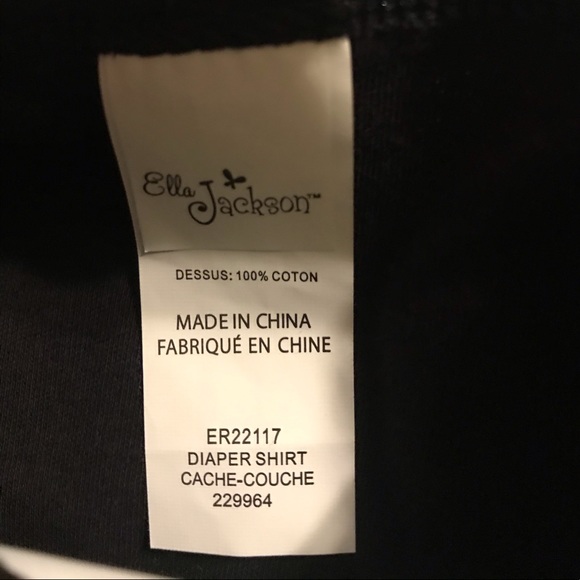 Ella Jackson™
DESSUS: 100% COTON
MADE IN CHINA
FABRIQUÉ EN CHINE
ER22117
DIAPER SHIRT
CACHE-COUCHE
229964